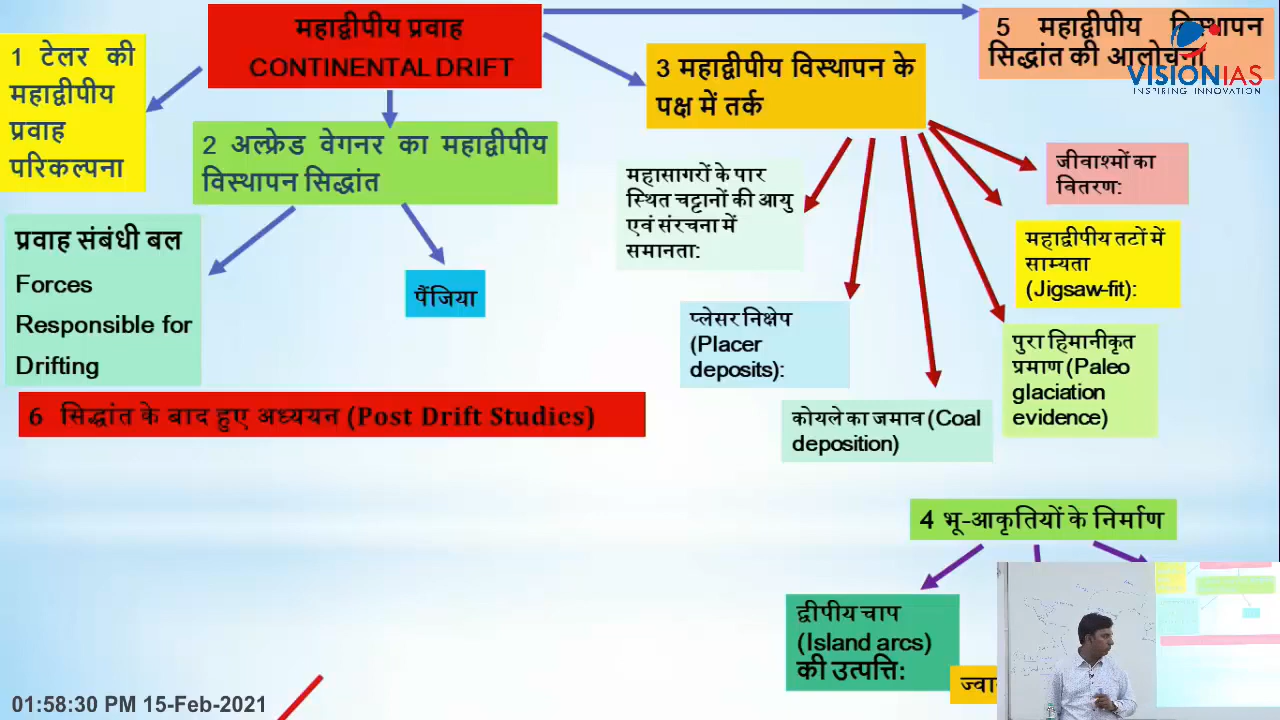 महाद्वीपीय प्रवाह
CONTINENTAL DRIFT
1 टेलर की
महाद्वीपीय
प्रवाह
परिकल्पना
2 अल्फ्रेड वेगनर का महाद्वीपीय
विस्थापन सिद्धांत
प्रवाह संबंधी बल
Forces
Responsible for
Drifting
पैंजिया
3 महाद्वीपीय विस्थापन के
पक्ष में तर्क
महासागरों के पार
स्थित चट्टानों की आयु
एवं संरचना में
समानता:
प्लेसर निक्षेप
(Placer
deposits):
कोयले का जमाव (Coal
deposition)
पुरा हिमानीकृत
प्रमाण (Paleo
glaciation
evidence)
महाद्वीपीय तटों में
साम्यता
(Jigsaw-fit):
जीवाश्मों का
वितरण:
4 भू-आकृतियों के निर्माण
द्वीपीय चाप
(Island arcs)
की उत्पत्ति:
5 महाद्वीपीय विस्थापन
सिद्धांत की आलोचना
VISIONIAS
INSPIRING INNOVATION
6 सिद्धांत के बाद हुए अध्ययन (Post Drift Studies)
01:58:30 PM 15-Feb-2021